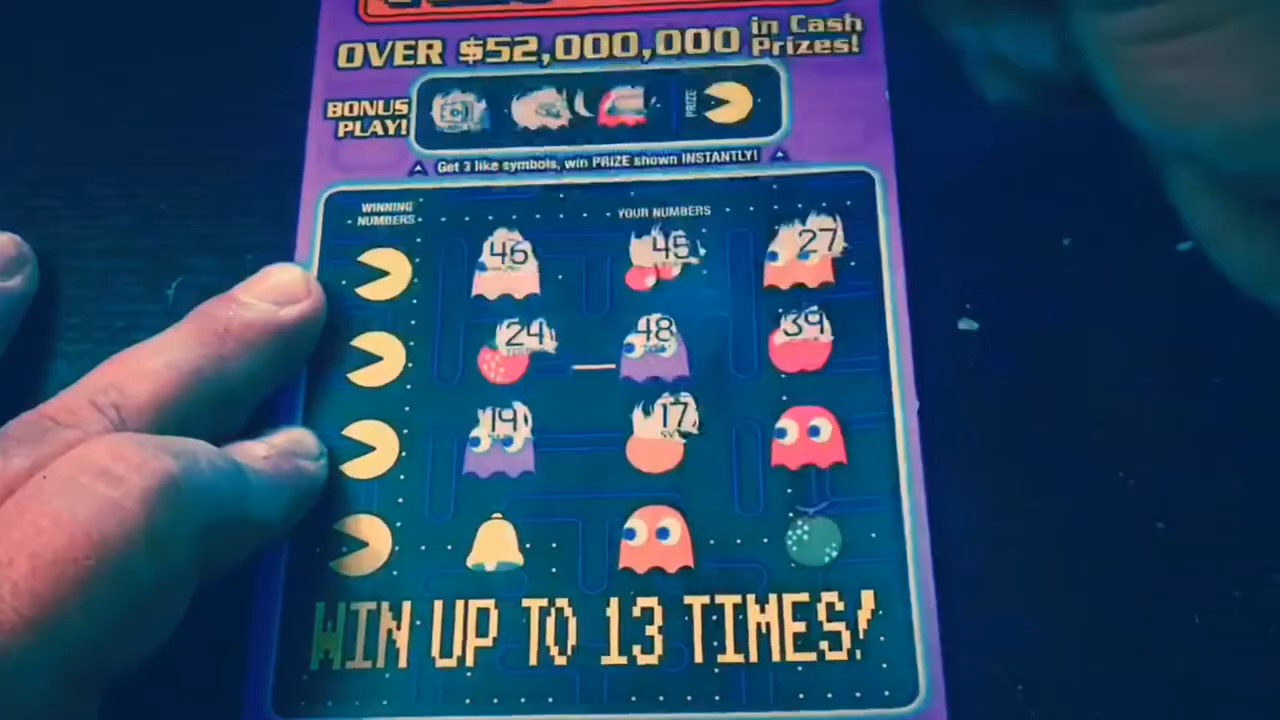 OVER $52,000,000 in Cash Prizes!
BONUS PLAY!
PRIZE
Get 3 like symbols, win PRIZE shown INSTANTLY!
WINNING NUMBERS
YOUR NUMBERS
46 45 27
24 48 39
19 17
WIN UP TO 13 TIMES!